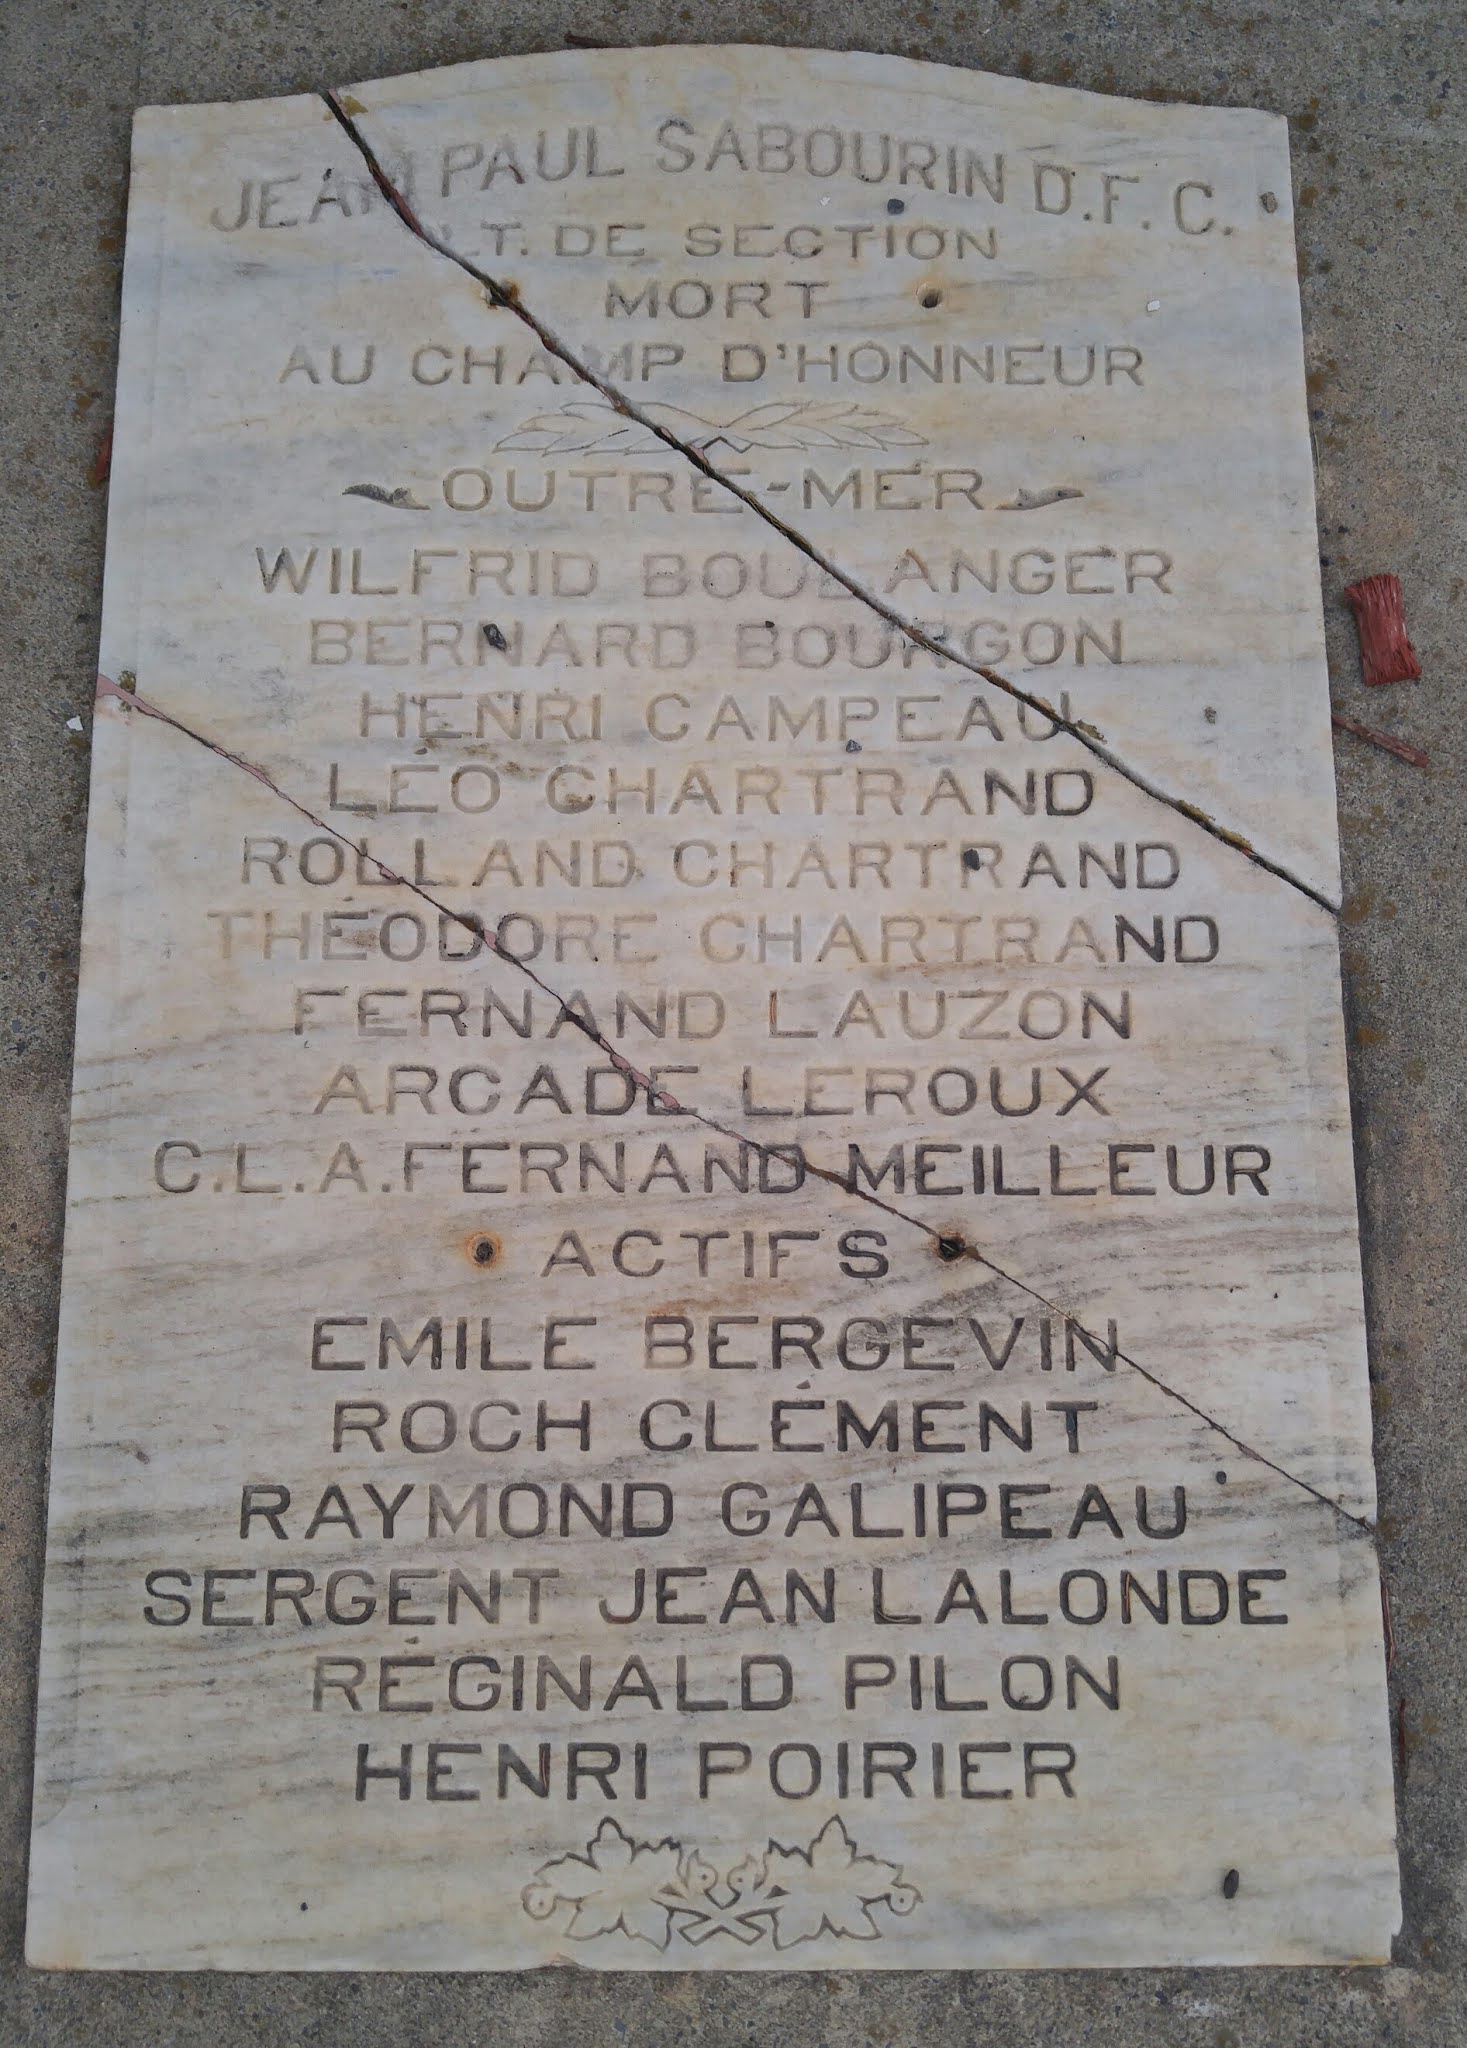 JEAN PAUL SABOURIN D.F.C.
LT. DE SECTION
MORT
AU CHAMP D'HONNEUR
OUTRE-MER
WILFRID BOULANGER
BERNARD BOURGON
HENRI CAMPEAU
LÉO CHARTRAND
ROLLAND CHARTRAND
THÉODORE CHARTRAND
FERNAND LAUZON
ARCADE LEROUX
C.L.A. FERNAND MEILLEUR
ACTIFS
EMILE BERGEVIN
ROCH CLÉMENT
RAYMOND GALIPEAU
SERGENT JEAN LALONDE
RÉGINALD PILON
HENRI POIRIER